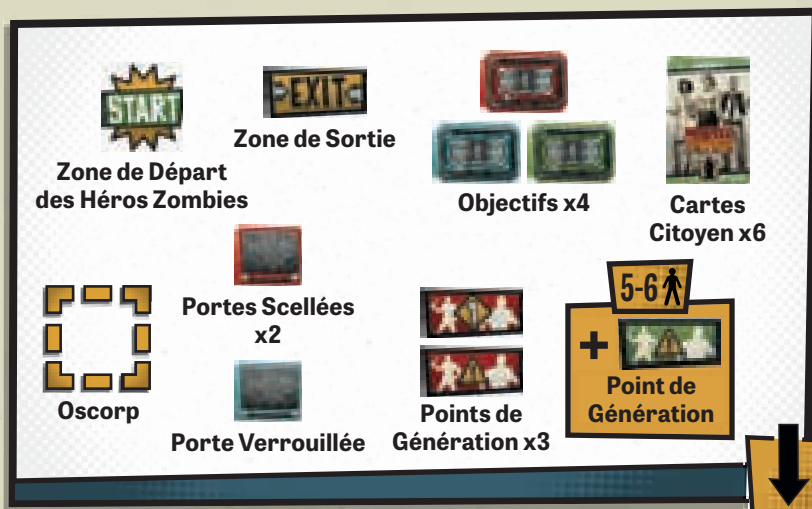 START
Zone de Départ
des Héros Zombies
EXIT
Zone de Sortie
Objectifs x4
Cartes
Citoyen x6
Oscorp
Portes Scellées
x2
Porte Verrouillée
Points de
Génération x3
5-6
+
Point de
Génération